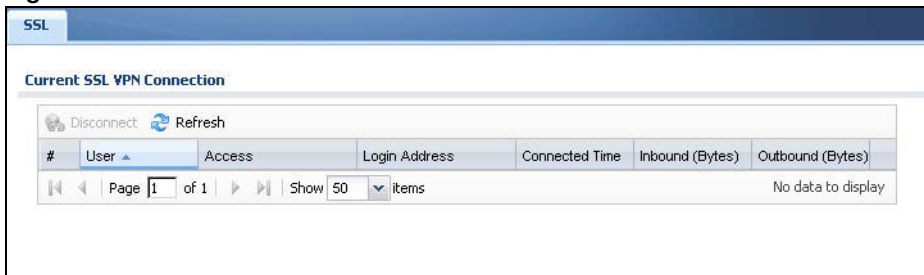 SSL
Current SSL VPN Connection
Disconnect Refresh
# User Access Login Address Connected Time Inbound (Bytes) Outbound (Bytes)
Page 1 of 1 Show 50 items No data to display